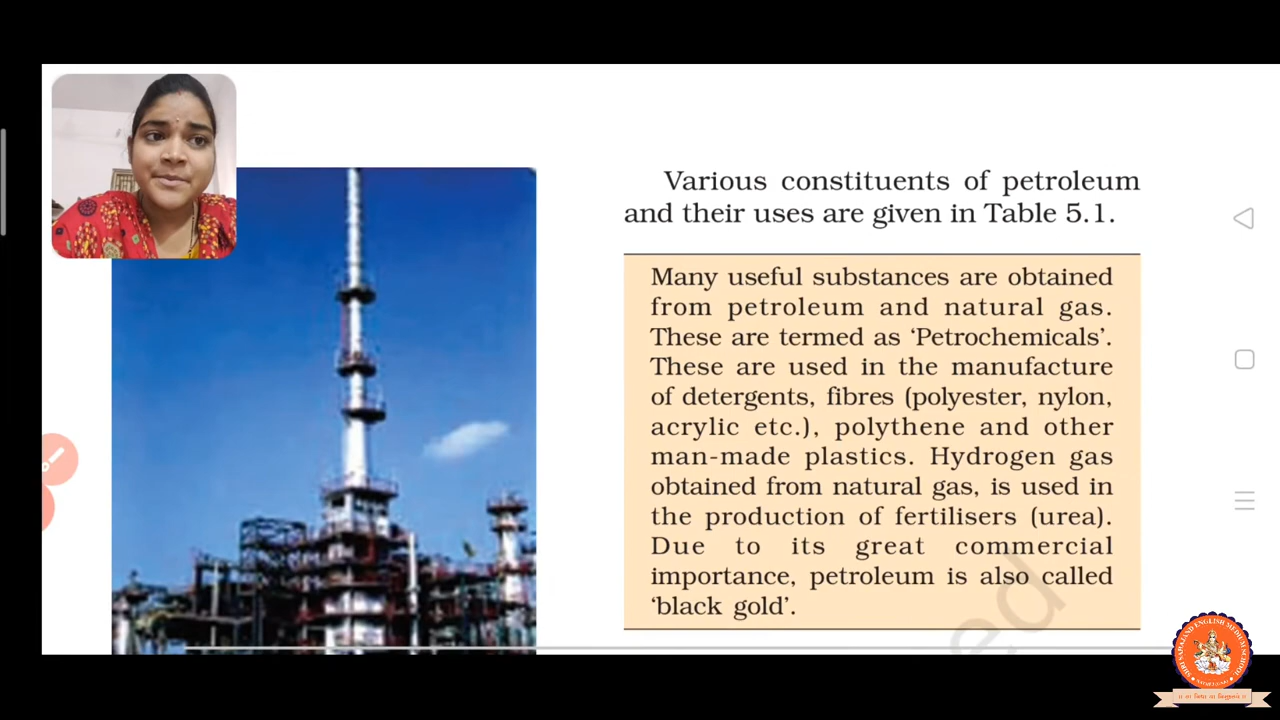 Various constituents of petroleum
and their uses are given in Table 5.1.
Many useful substances are obtained
from petroleum and natural gas.
These are termed as ‘Petrochemicals’.
These are used in the manufacture
of detergents, fibres (polyester, nylon,
acrylic etc.), polythene and other
man-made plastics. Hydrogen gas
obtained from natural gas, is used in
the production of fertilisers (urea).
Due to its great commercial
importance, petroleum is also called
‘black gold’.
ed